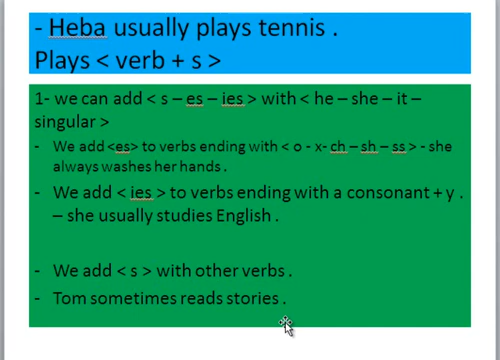 - Heba usually plays tennis .
Plays < verb + s >
1- we can add < s – es – ies > with < he – she – it –
singular >
- We add <es> to verbs ending with < o - x- ch – sh – ss > - she
always washes her hands .
- We add < ies > to verbs ending with a consonant + y .
– she usually studies English .
- We add < s > with other verbs .
- Tom sometimes reads stories .